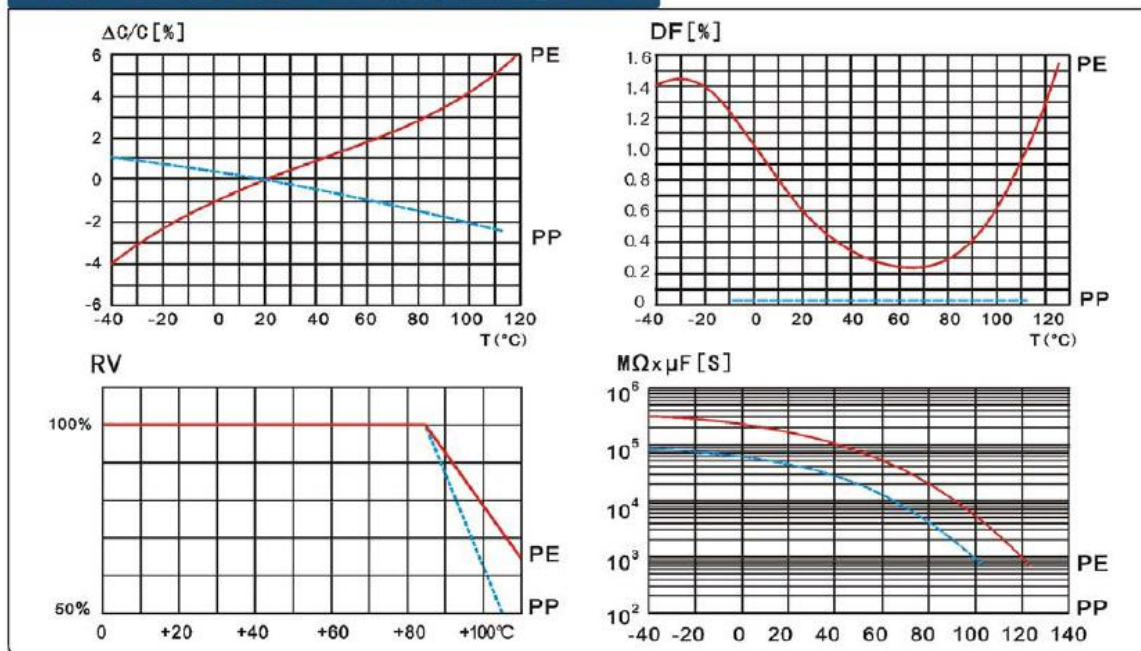 ΔC/C[%]
6
4
2
0
-2
-4
-6
-40 -20 0 20 40 60 80 100 120
T(°C)
PE
PP
DF[%]
1.6
1.4
1.2
1.0
0.8
0.6
0.4
0.2
0
-40 -20 0 20 40 60 80 100 120
T(°C)
PE
PP
RV
100%
50%
0 +20 +40 +60 +80 +100℃
PE
PP
MΩxμF[S]
10⁶
10⁵
10⁴
10³
10²
-40 -20 0 20 40 60 80 100 120 140
PE
PP